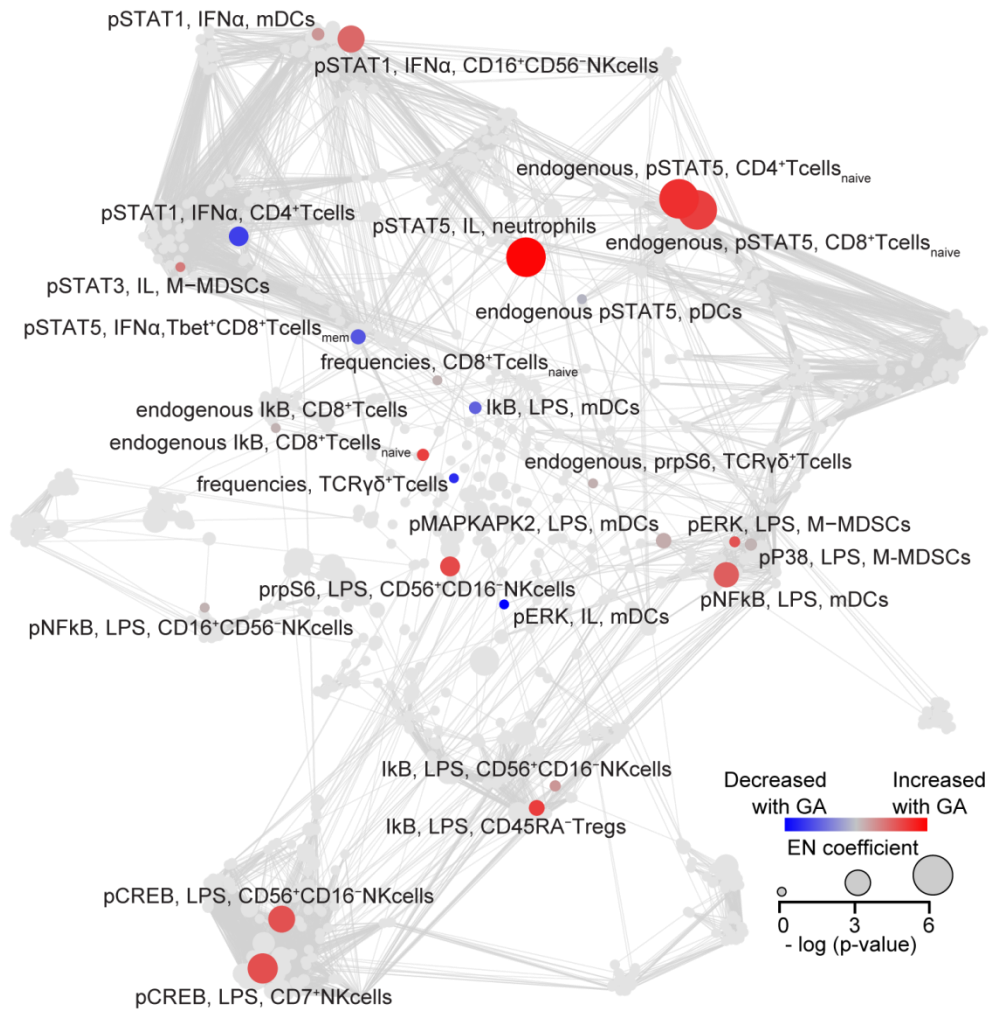 pSTAT1, IFNα, mDCs
pSTAT1, IFNα, CD16⁺CD56⁻NKcells
endogenous, pSTAT5, CD4⁺Tcellsnaive
pSTAT1, IFNα, CD4⁺Tcells
pSTAT5, IL, neutrophils
endogenous, pSTAT5, CD8⁺Tcellsnaive
pSTAT3, IL, M−MDSCs
endogenous pSTAT5, pDCs
pSTAT5, IFNα,Tbet⁺CD8⁺Tcellsmem
frequencies, CD8⁺Tcellsnaive
endogenous IkB, CD8⁺Tcells
IkB, LPS, mDCs
endogenous IkB, CD8⁺Tcellsnaive
endogenous, prpS6, TCRγδ⁺Tcells
frequencies, TCRγδ⁺Tcells
pMAPKAPK2, LPS, mDCs
pERK, LPS, M−MDSCs
pP38, LPS, M-MDSCs
prpS6, LPS, CD56⁺CD16⁻NKcells
pNFkB, LPS, mDCs
pERK, IL, mDCs
pNFkB, LPS, CD16⁺CD56⁻NKcells
IkB, LPS, CD56⁺CD16⁻NKcells
IkB, LPS, CD45RA⁻Tregs
Decreased with GA
Increased with GA
EN coefficient
0 3 6
- log (p-value)
pCREB, LPS, CD56⁺CD16⁻NKcells
pCREB, LPS, CD7⁺NKcells